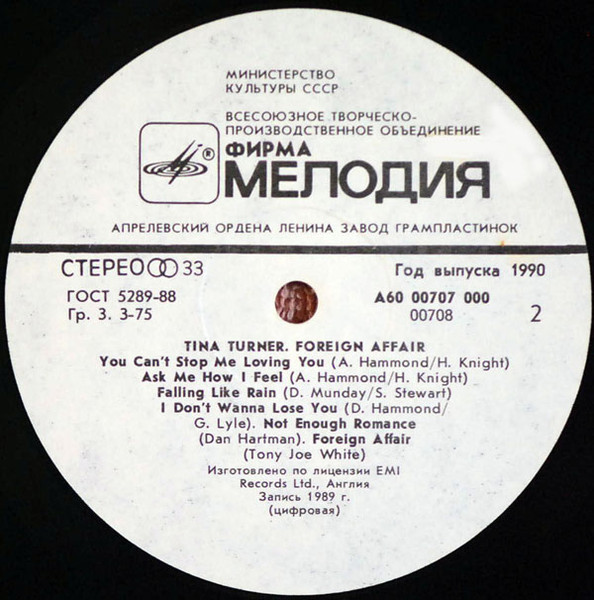 МИНИСТЕРСТВО
КУЛЬТУРЫ СССР
ВСЕСОЮЗНОЕ ТВОРЧЕСКО-
ПРОИЗВОДСТВЕННОЕ ОБЪЕДИНЕНИЕ
®
ФИРМА
МЕЛОДИЯ
АПРЕЛЕВСКИЙ ОРДЕНА ЛЕНИНА ЗАВОД ГРАМПЛАСТИНОК
СТЕРЕО 33
Год выпуска 1990
ГОСТ 5289-88
А60 00707 000
Гр. 3. 3-75
00708
2
TINA TURNER. FOREIGN AFFAIR
You Can't Stop Me Loving You (A. Hammond/H. Knight)
Ask Me How I Feel (A. Hammond/H. Knight)
Falling Like Rain (D. Munday/S. Stewart)
I Don't Wanna Lose You (D. Hammond/
G. Lyle). Not Enough Romance
(Dan Hartman). Foreign Affair
(Tony Joe White)
Изготовлено по лицензии EMI
Records Ltd., Англия
Запись 1989 г.
(цифровая)